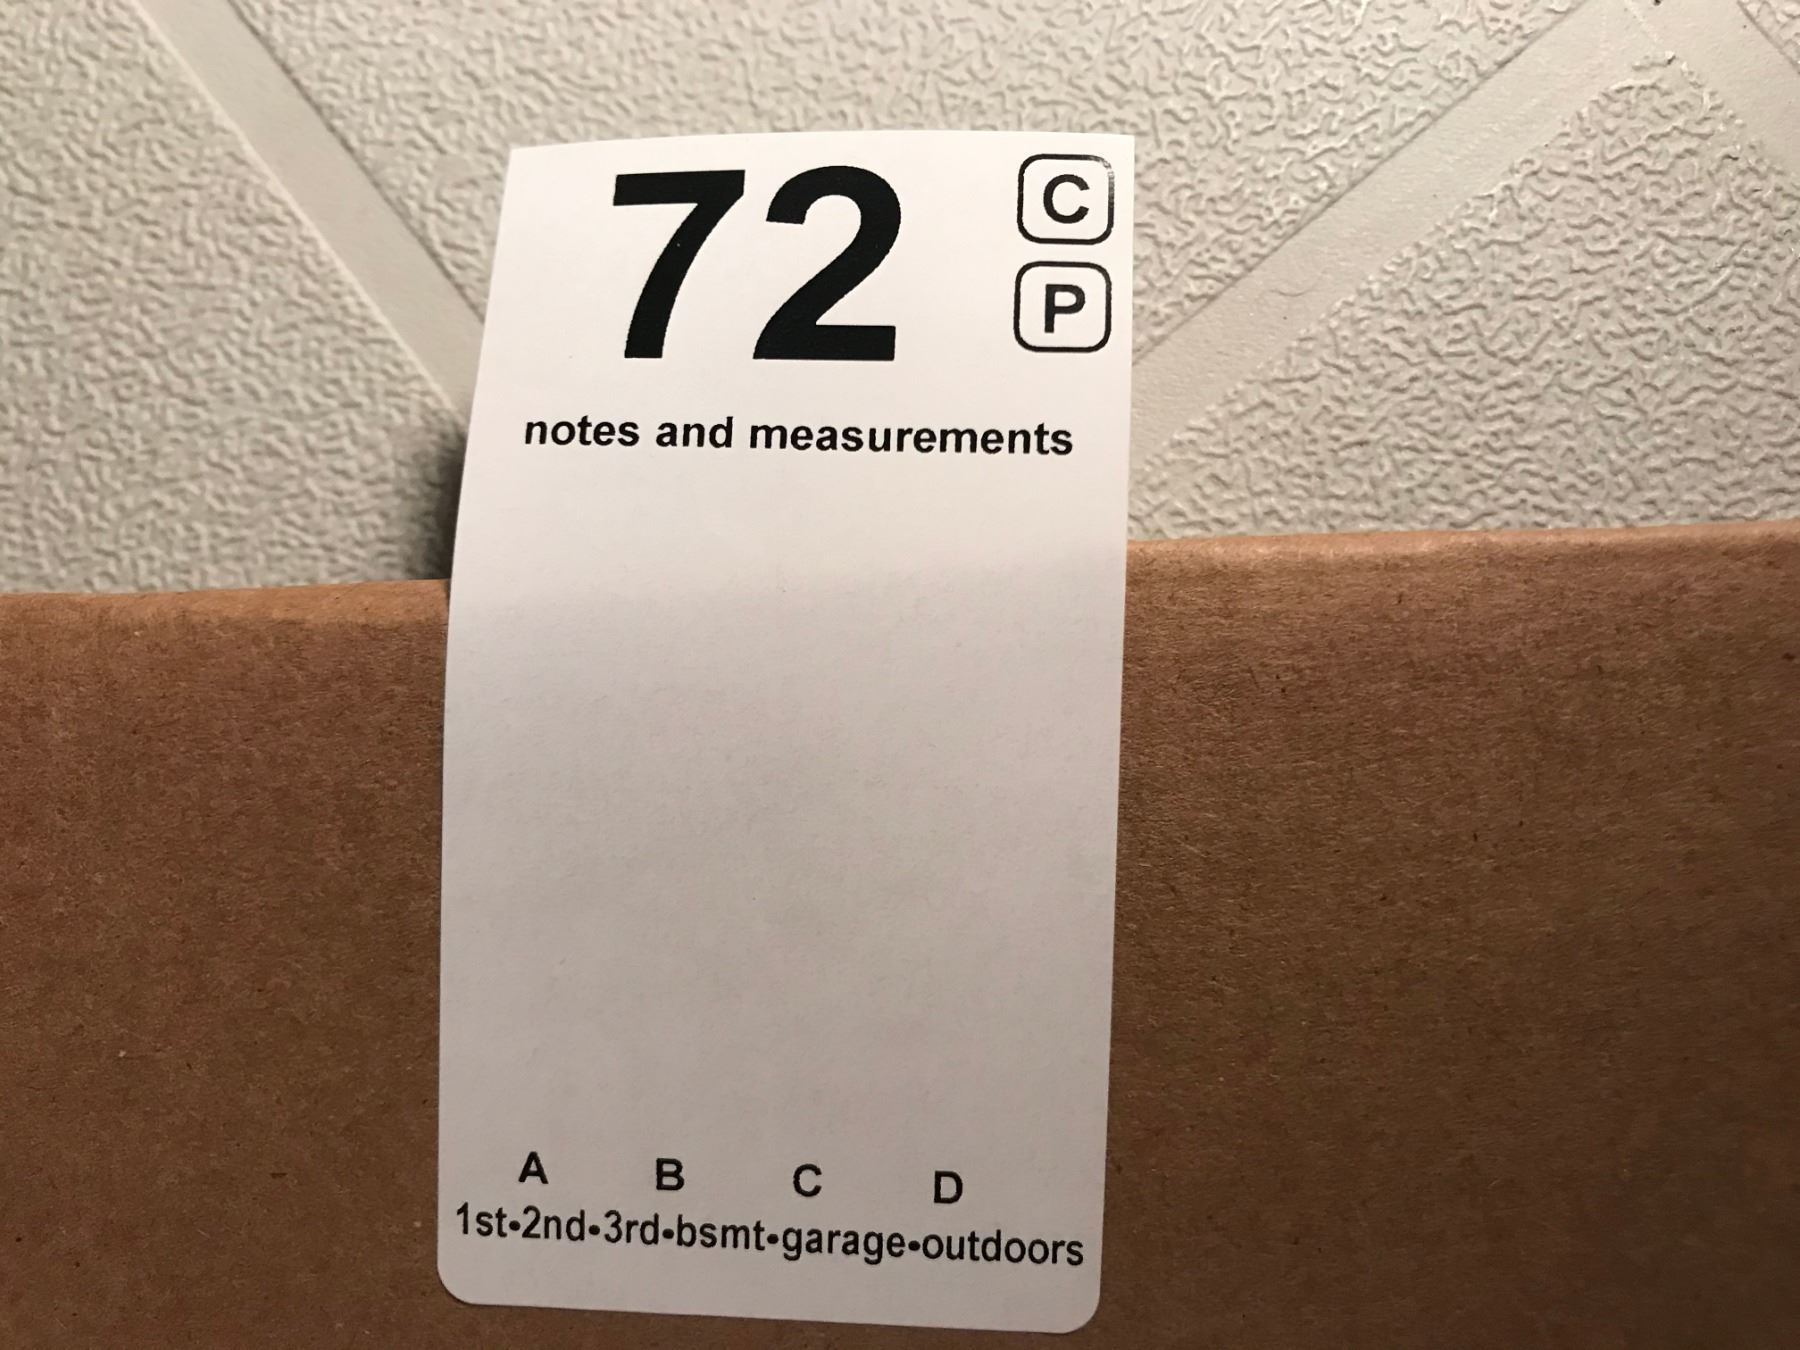 72 C
P
notes and measurements
A B C D
1st•2nd•3rd•bsmt•garage•outdoors